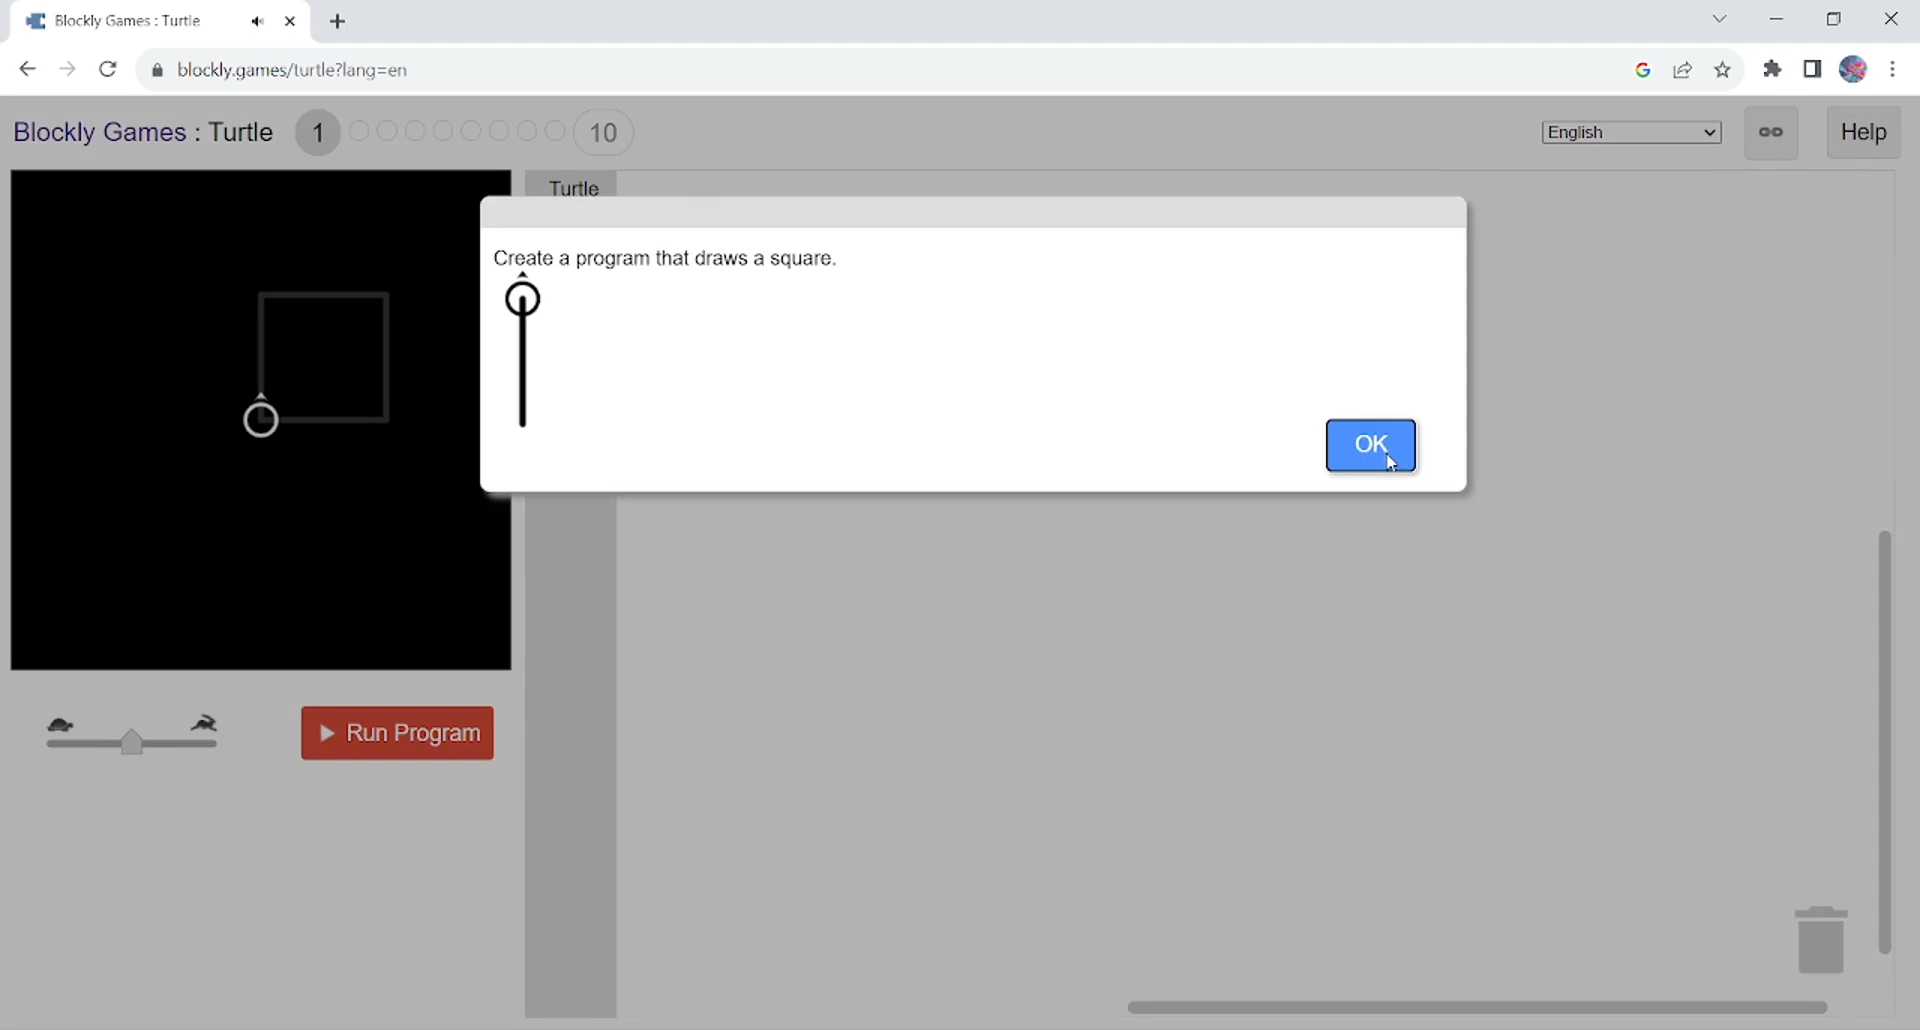 Blockly Games : Turtle
blockly.games/turtle?lang=en
Blockly Games : Turtle 1 10 English Help
Turtle
Create a program that draws a square.
OK
Run Program